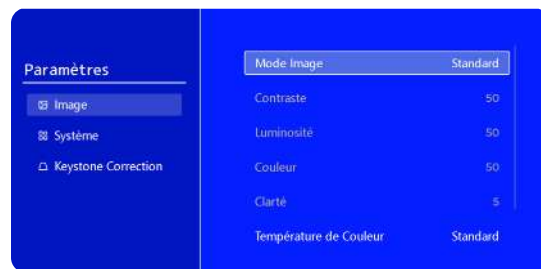 Paramètres
Image
Système
Keystone Correction
Mode Image Standard
Contraste 50
Luminosité 50
Couleur 50
Clarté 5
Température de Couleur Standard